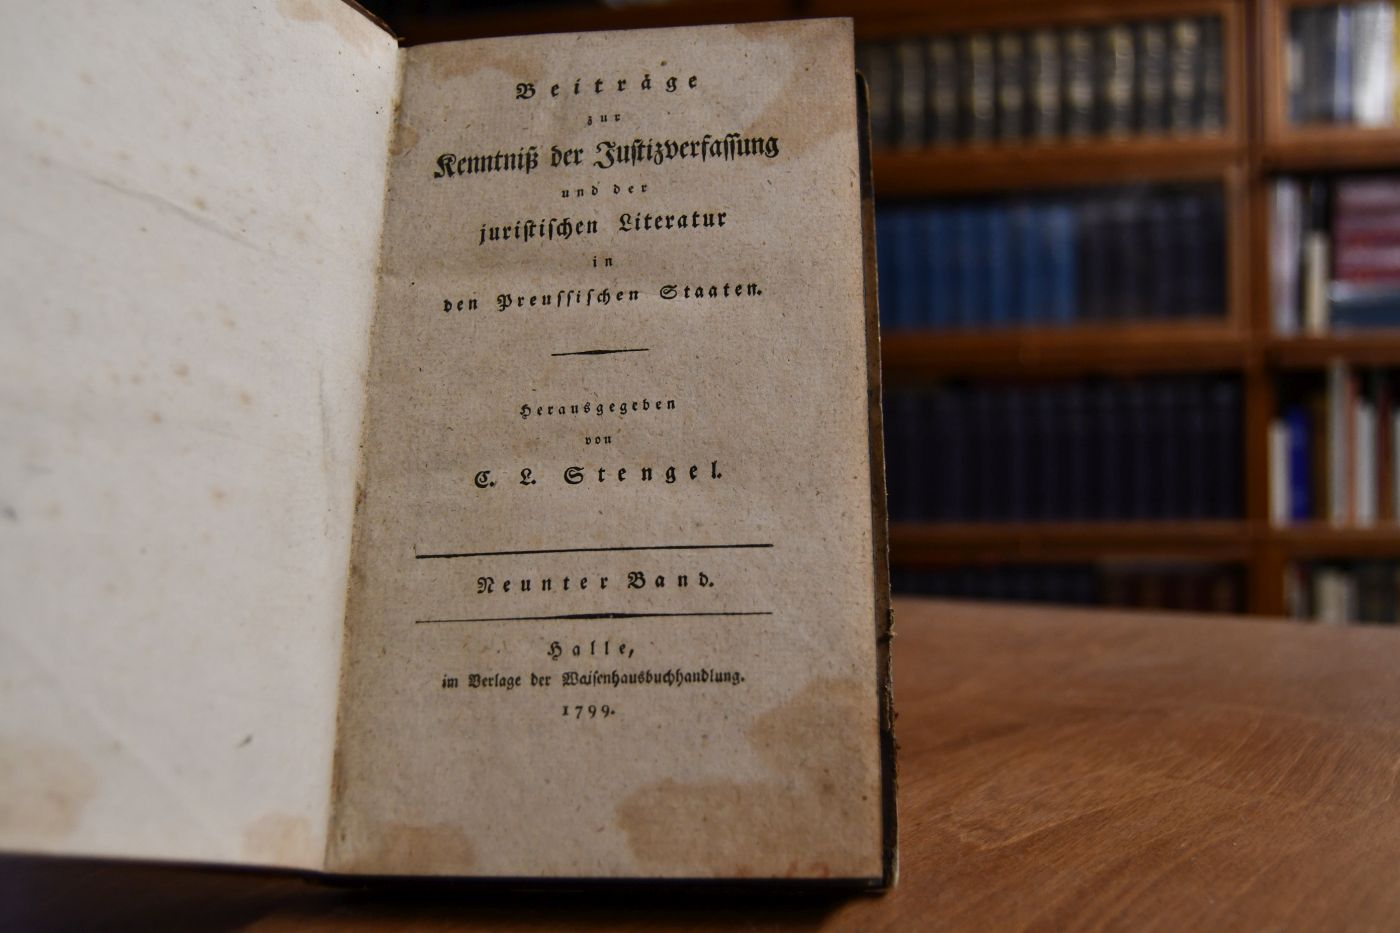 Beiträge
zur
Kenntniß der Juſtizverfaſſung
und der
juriſtiſchen Literatur
in
den Preuſſiſchen Staaten.
Herausgegeben
von
C. L. Stengel.
Neunter Band.
Halle,
im Verlage der Waiſenhausbuchhandlung.
1799.